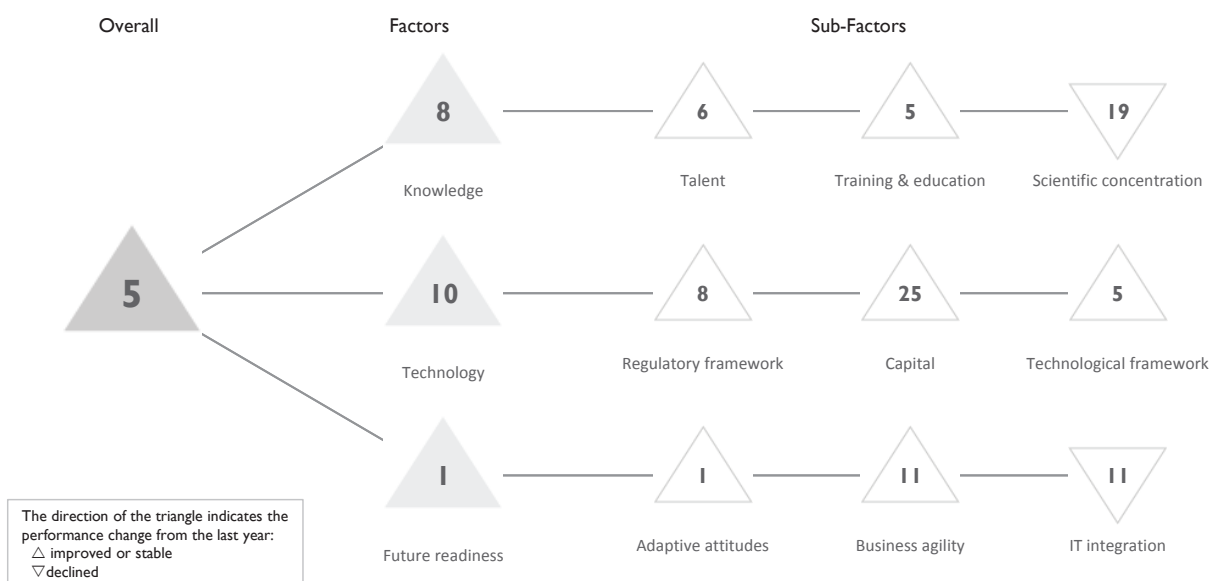 Overall Factors Sub-Factors
8 6 5 19
Knowledge Talent Training & education Scientific concentration
5 10 8 25 5
Technology Regulatory framework Capital Technological framework
1 1 11 11
Future readiness Adaptive attitudes Business agility IT integration
The direction of the triangle indicates the
performance change from the last year:
△ improved or stable
▽ declined